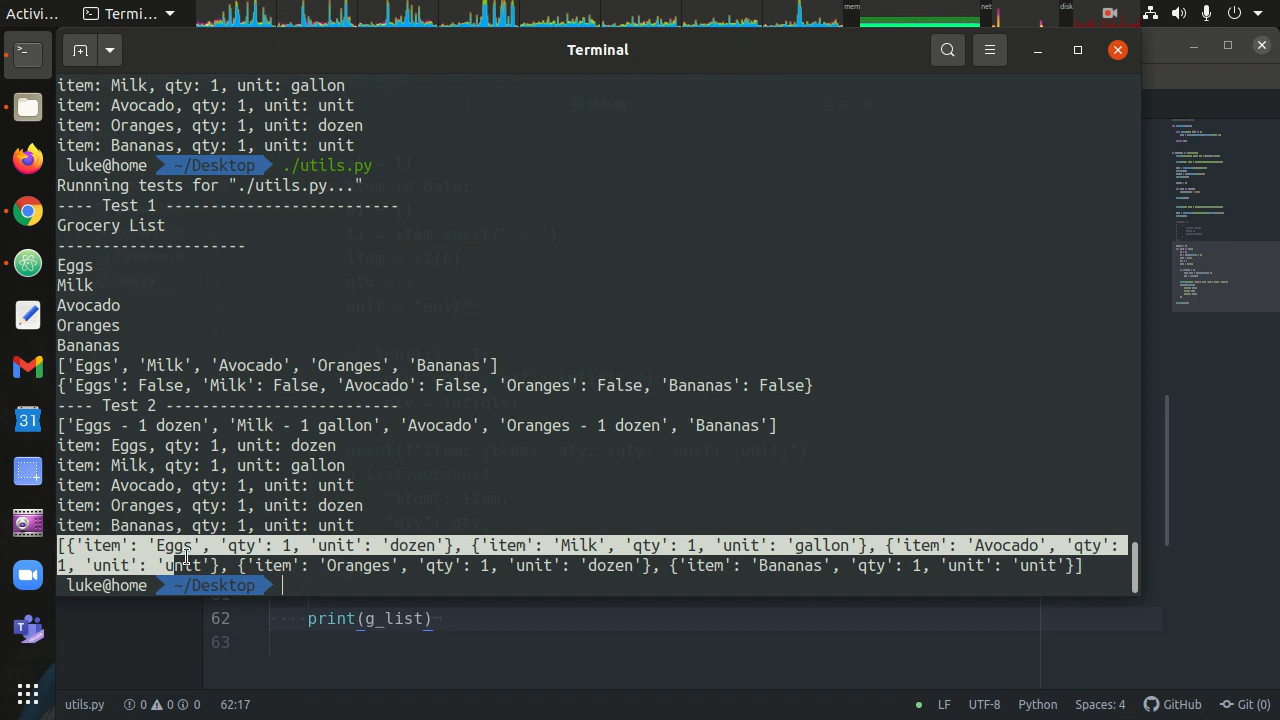 Activi...
Termi...
mem
net
disk
Terminal
item: Milk, qty: 1, unit: gallon
item: Avocado, qty: 1, unit: unit
item: Oranges, qty: 1, unit: dozen
item: Bananas, qty: 1, unit: unit
luke@home ~/Desktop ./utils.py
Runnning tests for "./utils.py..."
---- Test 1 --------------------------
Grocery List
---------------------
Eggs
Milk
Avocado
Oranges
Bananas
['Eggs', 'Milk', 'Avocado', 'Oranges', 'Bananas']
{'Eggs': False, 'Milk': False, 'Avocado': False, 'Oranges': False, 'Bananas': False}
---- Test 2 --------------------------
['Eggs - 1 dozen', 'Milk - 1 gallon', 'Avocado', 'Oranges - 1 dozen', 'Bananas']
item: Eggs, qty: 1, unit: dozen
item: Milk, qty: 1, unit: gallon
item: Avocado, qty: 1, unit: unit
item: Oranges, qty: 1, unit: dozen
item: Bananas, qty: 1, unit: unit
[{'item': 'Eggs', 'qty': 1, 'unit': 'dozen'}, {'item': 'Milk', 'qty': 1, 'unit': 'gallon'}, {'item': 'Avocado', 'qty':
1, 'unit': 'unit'}, {'item': 'Oranges', 'qty': 1, 'unit': 'dozen'}, {'item': 'Bananas', 'qty': 1, 'unit': 'unit'}]
luke@home ~/Desktop
62 print(g_list)
63
31
utils.py 0 0 0 62:17 LF UTF-8 Python Spaces: 4 GitHub Git (0)